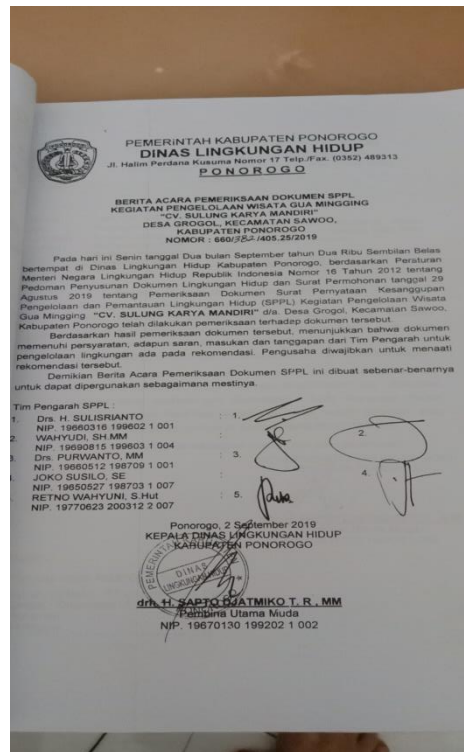 PEMERINTAH KABUPATEN PONOROGO
DINAS LINGKUNGAN HIDUP
Jl. Halim Perdana Kusuma Nomor 17 Telp./Fax. (0352) 489313
PONOROGO
BERITA ACARA PEMERIKSAAN DOKUMEN SPPL
KEGIATAN PENGELOLAAN WISATA GUA MINGGING
"CV. SULUNG KARYA MANDIRI"
DESA GROGOL, KECAMATAN SAWOO,
KABUPATEN PONOROGO
NOMOR : 660/382 /405.25/2019
Pada hari ini Senin tanggal Dua bulan September tahun Dua Ribu Sembilan Belas
bertempat di Dinas Lingkungan Hidup Kabupaten Ponorogo, berdasarkan Peraturan
Menteri Negara Lingkungan Hidup Republik Indonesia Nomor 16 Tahun 2012 tentang
Pedoman Penyusunan Dokumen Lingkungan Hidup dan Surat Permohonan tanggal 29
Agustus 2019 tentang Pemeriksaan Dokumen Surat Pernyataan Kesanggupan
Pengelolaan dan Pemantauan Lingkungan Hidup (SPPL) Kegiatan Pengelolaan Wisata
Gua Mingging "CV. SULUNG KARYA MANDIRI" d/a. Desa Grogol, Kecamatan Sawoo,
Kabupaten Ponorogo telah dilakukan pemeriksaan terhadap dokumen tersebut.
Berdasarkan hasil pemeriksaan dokumen tersebut, menunjukkan bahwa dokumen
memenuhi persyaratan, adapun saran, masukan dan tanggapan dari Tim Pengarah untuk
pengelolaan lingkungan ada pada rekomendasi. Pengusaha diwajibkan untuk menaati
rekomendasi tersebut.
Demikian Berita Acara Pemeriksaan Dokumen SPPL ini dibuat sebenar-benarnya
untuk dapat dipergunakan sebagaimana mestinya.
Tim Pengarah SPPL :
1. Drs. H. SULISRIANTO : 1.
NIP. 19660316 199602 1 001
2. WAHYUDI, SH.MM : 2.
NIP. 19690815 199603 1 004
Drs. PURWANTO, MM : 3.
NIP. 19660512 198709 1 001
JOKO SUSILO, SE : 4.
NIP. 19650527 198703 1 007
RETNO WAHYUNI, S.Hut : 5.
NIP. 19770623 200312 2 007
Ponorogo, 2 September 2019
KEPALA DINAS LINGKUNGAN HIDUP
KABUPATEN PONOROGO
DINAS
LINGKUNGAN HIDUP
drh. H. SAPTO DJATMIKO T. R , MM
Pembina Utama Muda
NIP. 19670130 199202 1 002